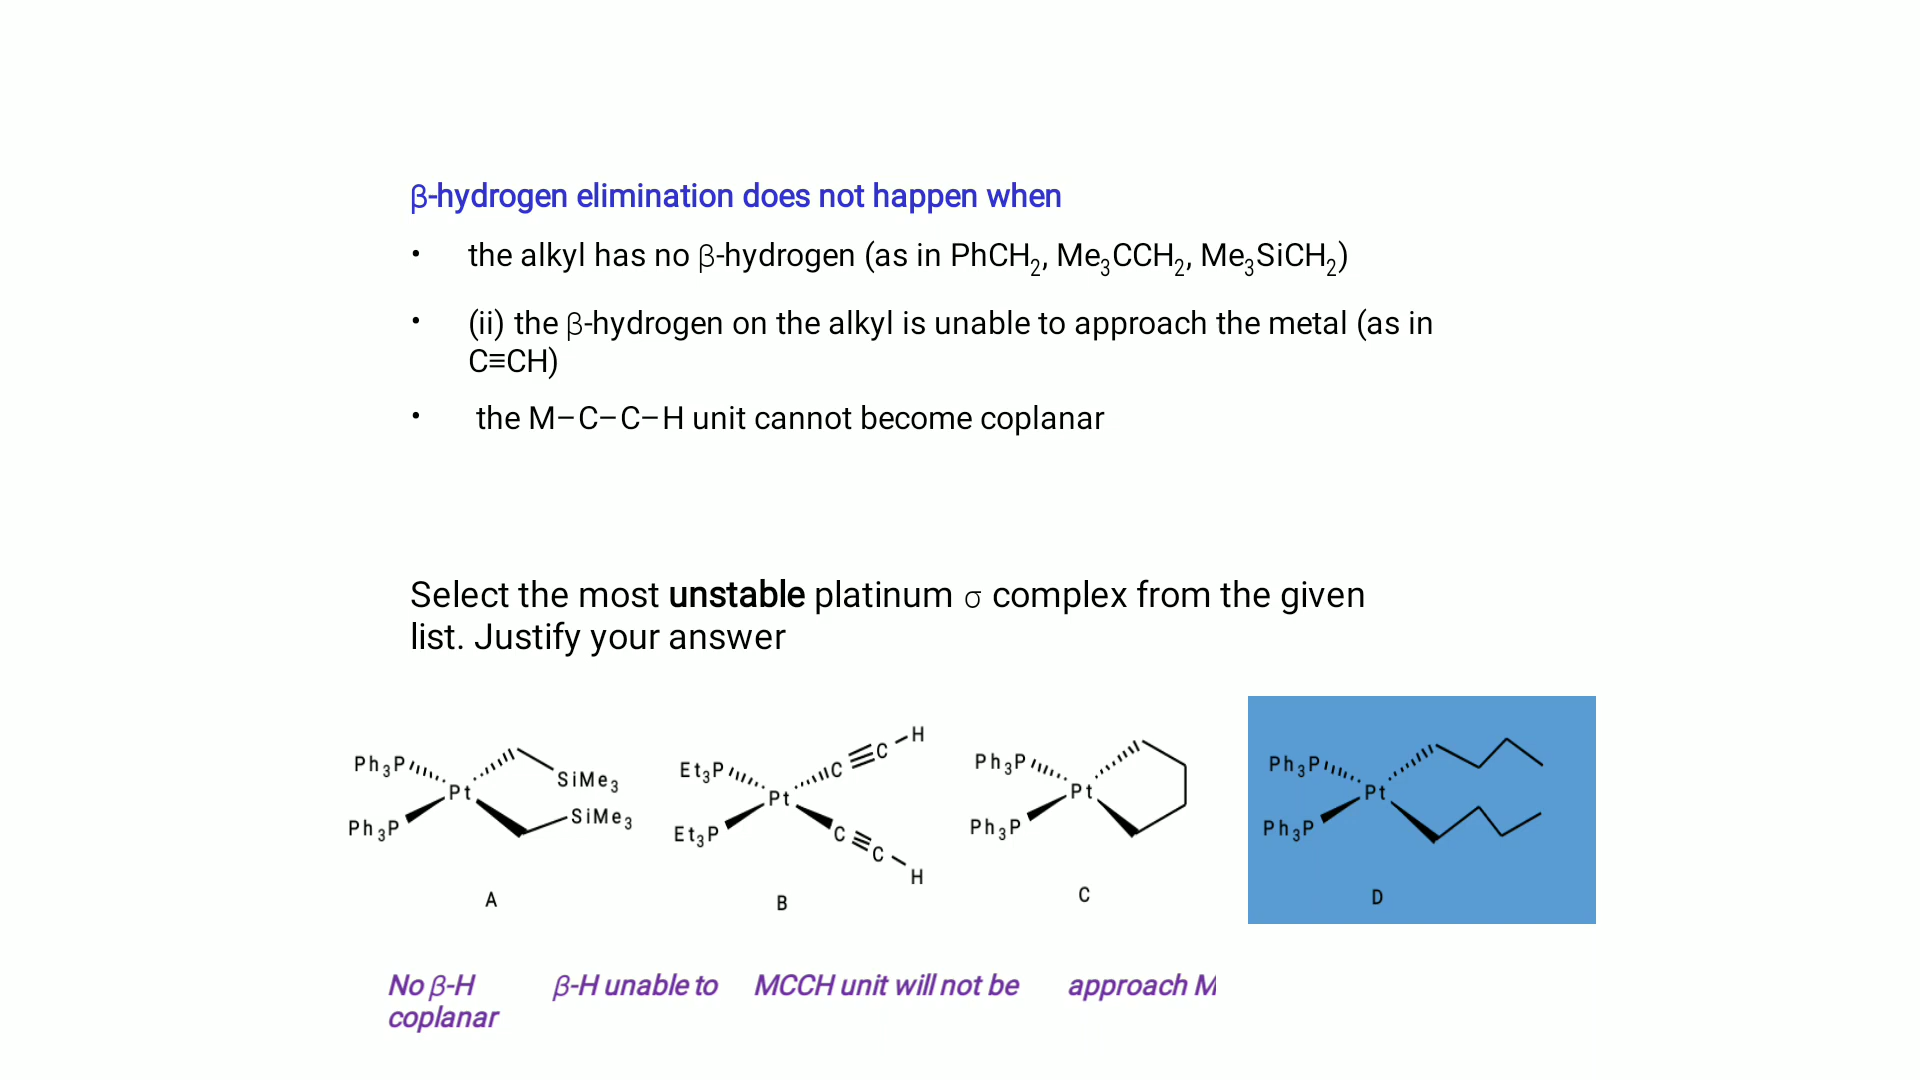 β-hydrogen elimination does not happen when
• the alkyl has no β-hydrogen (as in PhCH₂, Me₃CCH₂, Me₃SiCH₂)
• (ii) the β-hydrogen on the alkyl is unable to approach the metal (as in
C≡CH)
• the M–C–C–H unit cannot become coplanar
Select the most unstable platinum σ complex from the given
list. Justify your answer
Ph₃P
Ph₃P
Pt
SiMe₃
SiMe₃
A
Et₃P
Et₃P
Pt
C≡C–H
C≡C–H
B
Ph₃P
Ph₃P
Pt
C
Ph₃P
Ph₃P
Pt
D
No β-H β-H unable to MCCH unit will not be approach M
coplanar